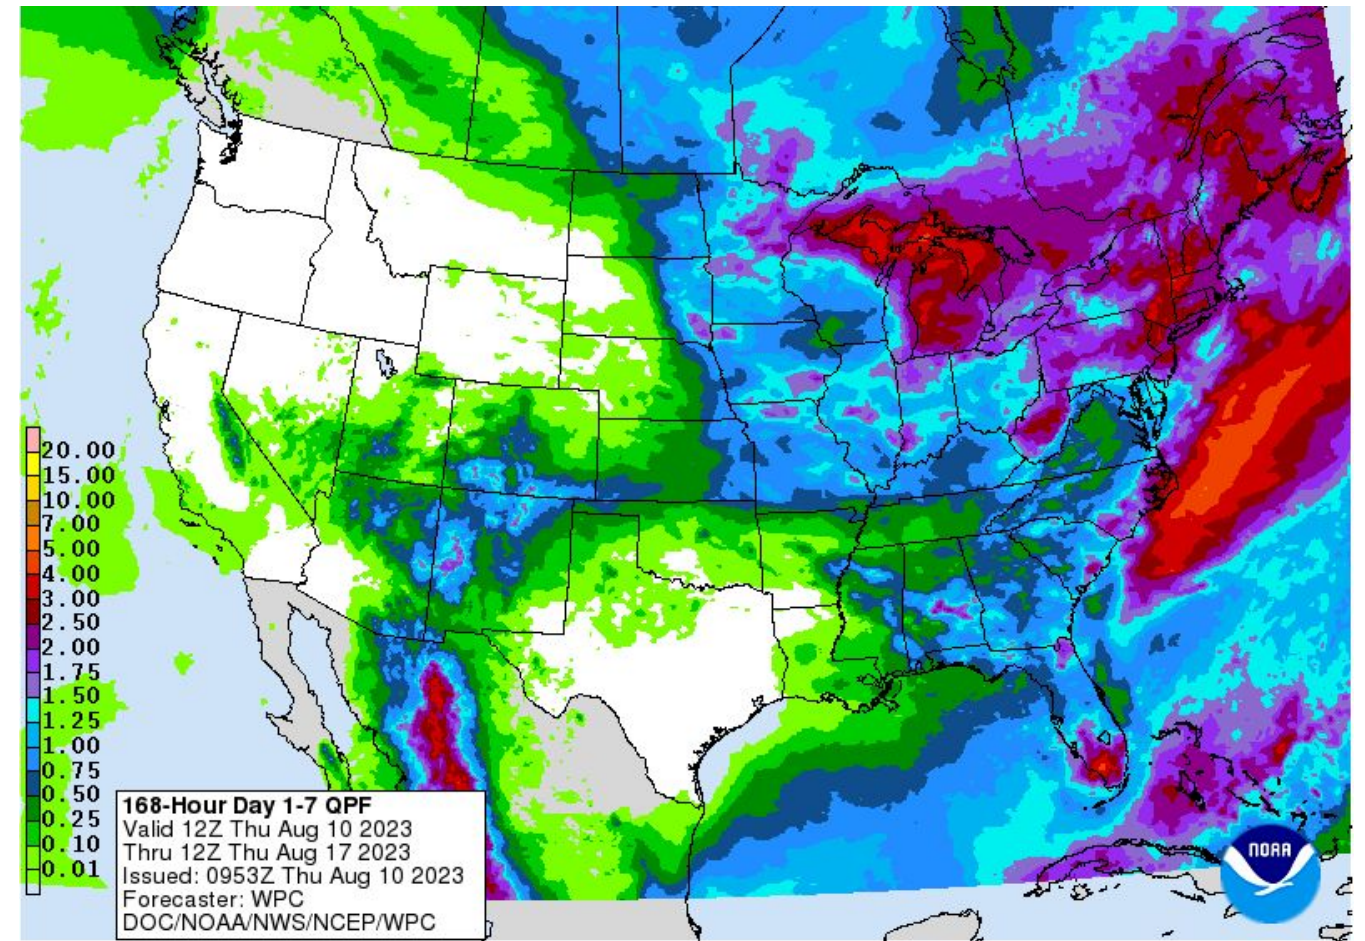 20.00
15.00
10.00
7.00
5.00
4.00
3.00
2.50
2.00
1.75
1.50
1.25
1.00
0.75
0.50
0.25
0.10
0.01
168-Hour Day 1-7 QPF
Valid 12Z Thu Aug 10 2023
Thru 12Z Thu Aug 17 2023
Issued: 0953Z Thu Aug 10 2023
Forecaster: WPC
DOC/NOAA/NWS/NCEP/WPC
NOAA